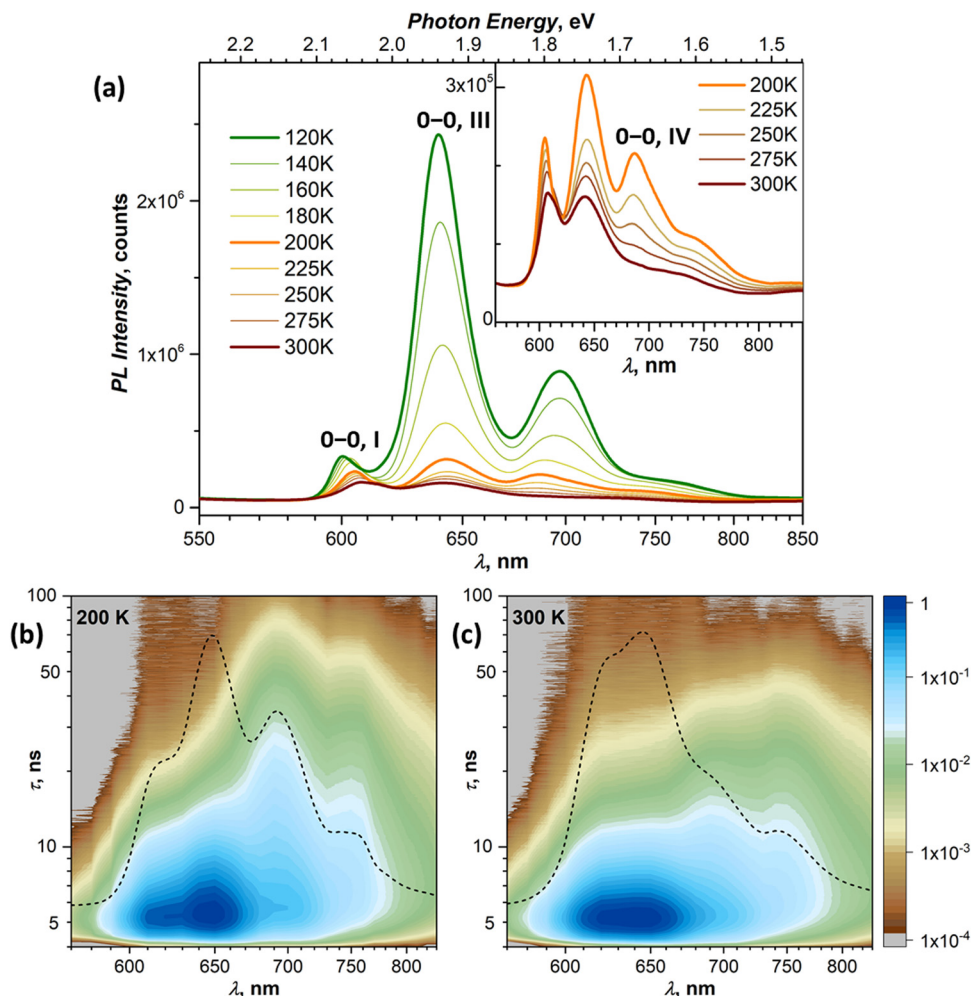 Photon Energy, eV
2.2 2.1 2.0 1.9 1.8 1.7 1.6 1.5
(a)
0–0, III
120K
140K
160K
180K
200K
225K
250K
275K
300K
3x10^5
0–0, IV
200K
225K
250K
275K
300K
0
600 650 700 750 800
λ, nm
PL Intensity, counts
2x10^6
1x10^6
0
0–0, I
550 600 650 700 750 800 850
λ, nm
(b)
200 K
τ, ns
100
50
10
5
600 650 700 750 800
λ, nm
(c)
300 K
600 650 700 750 800
λ, nm
1
1x10^-1
1x10^-2
1x10^-3
1x10^-4